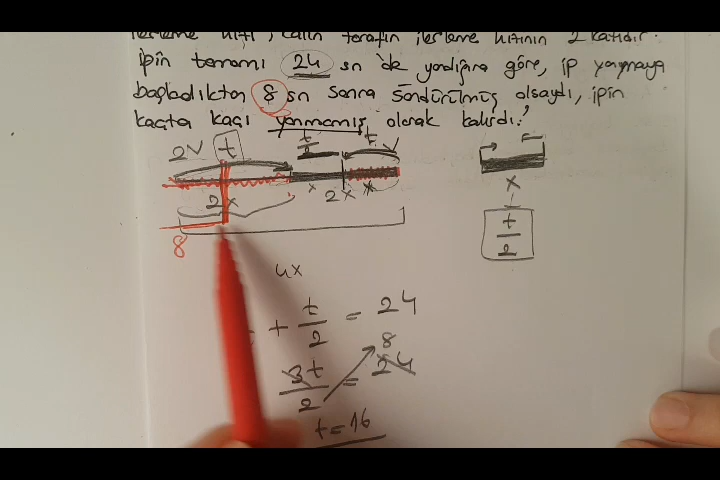 ilerleme hızı, kalın tarafın ilerleme hızının 2 katıdır.
İpin tamamı 24 sn de yandığına göre, ip yanmaya
başladıktan 8 sn sonra söndürülmüş olsaydı, ipin
kaçta kaçı yanmamış olarak kalırdı?
2V t t/2 t V
x 2x x
2x
8
x
t/2
4x
+ t/2 = 24
3t/2 = 24 8
t=16